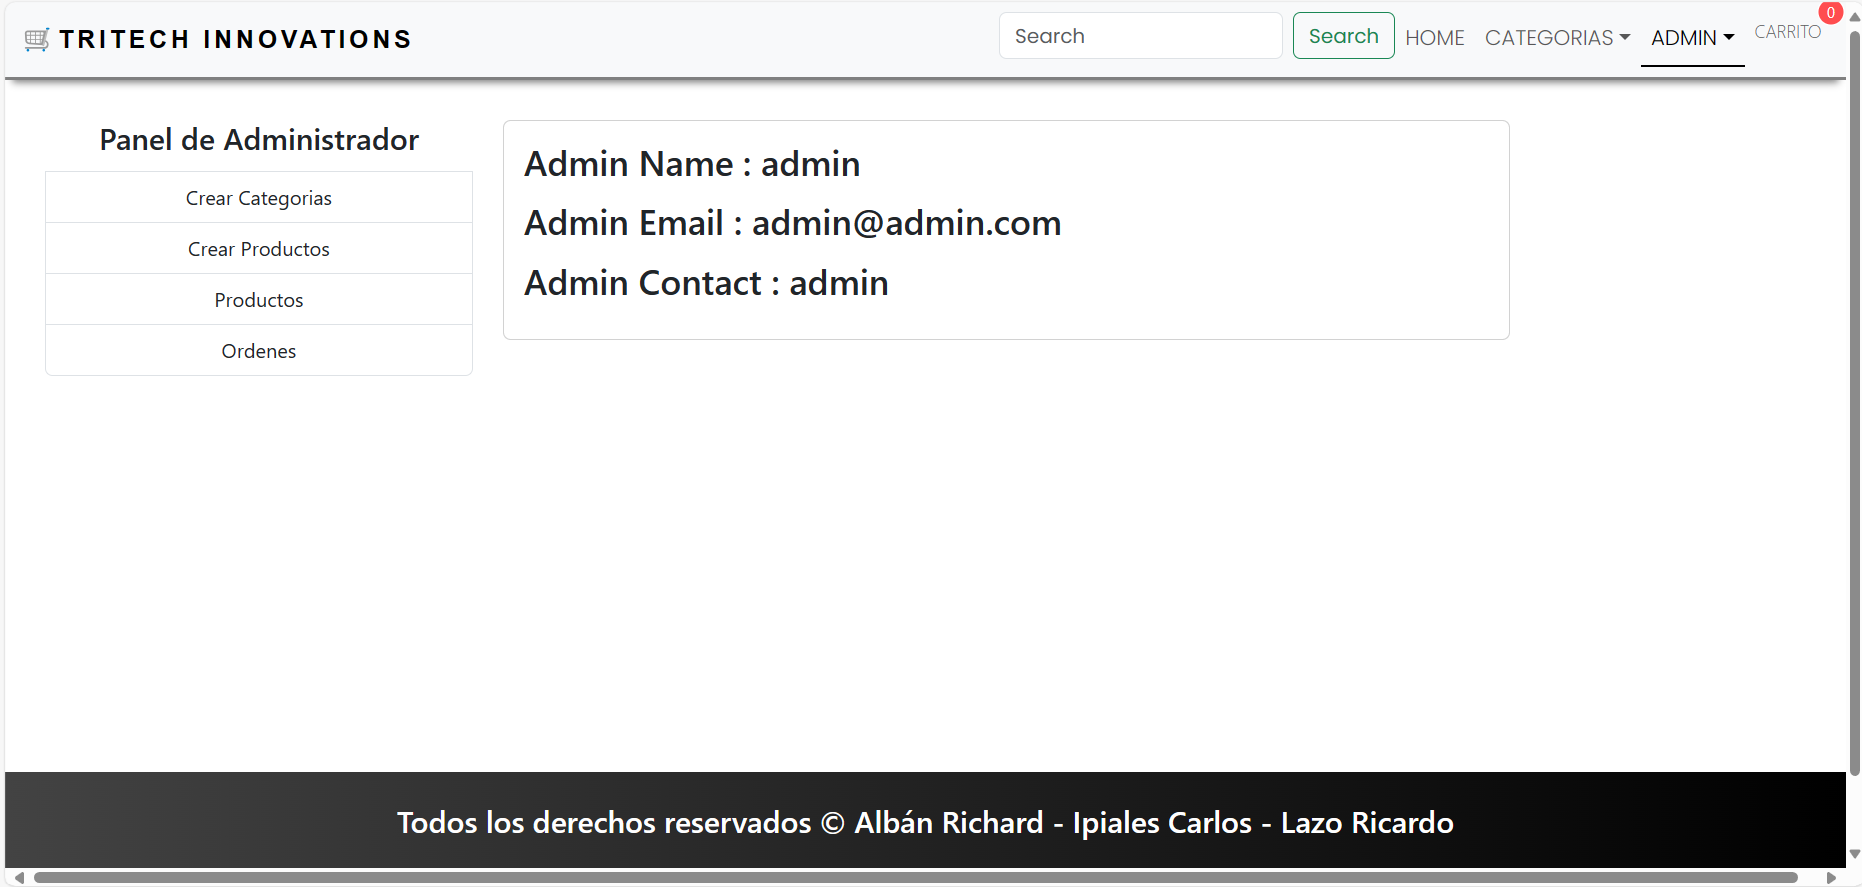 TRITECH INNOVATIONS
Search
Search
HOME
CATEGORIAS
ADMIN
CARRITO
0
Panel de Administrador
Crear Categorias
Crear Productos
Productos
Ordenes
Admin Name : admin
Admin Email : admin@admin.com
Admin Contact : admin
Todos los derechos reservados © Albán Richard - Ipiales Carlos - Lazo Ricardo